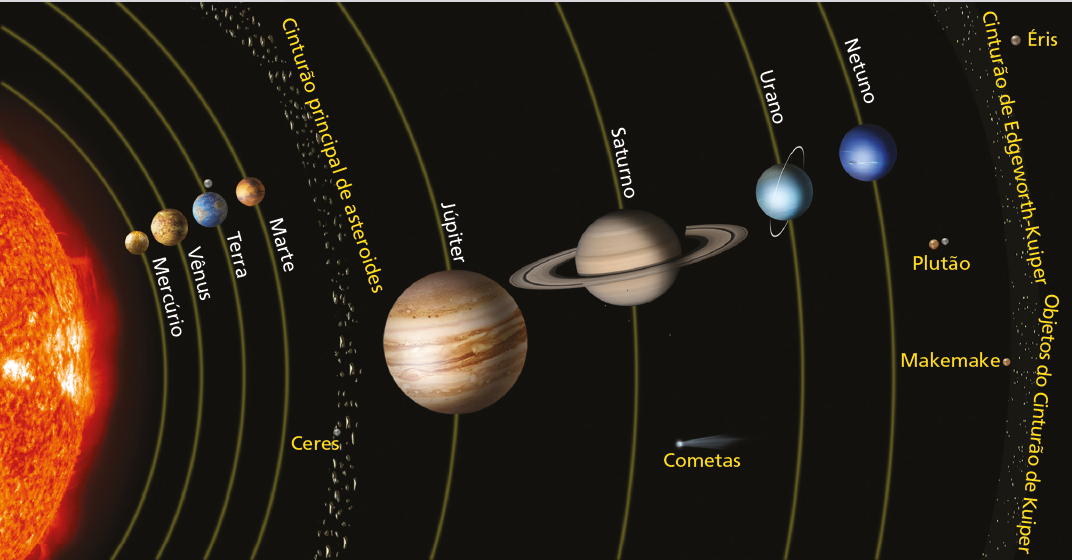 Mercúrio
Vênus
Terra
Marte
Cinturão principal de asteroides
Ceres
Júpiter
Saturno
Cometas
Urano
Netuno
Plutão
Makemake
Cinturão de Edgeworth-Kuiper
Éris
Objetos do Cinturão de Kuiper